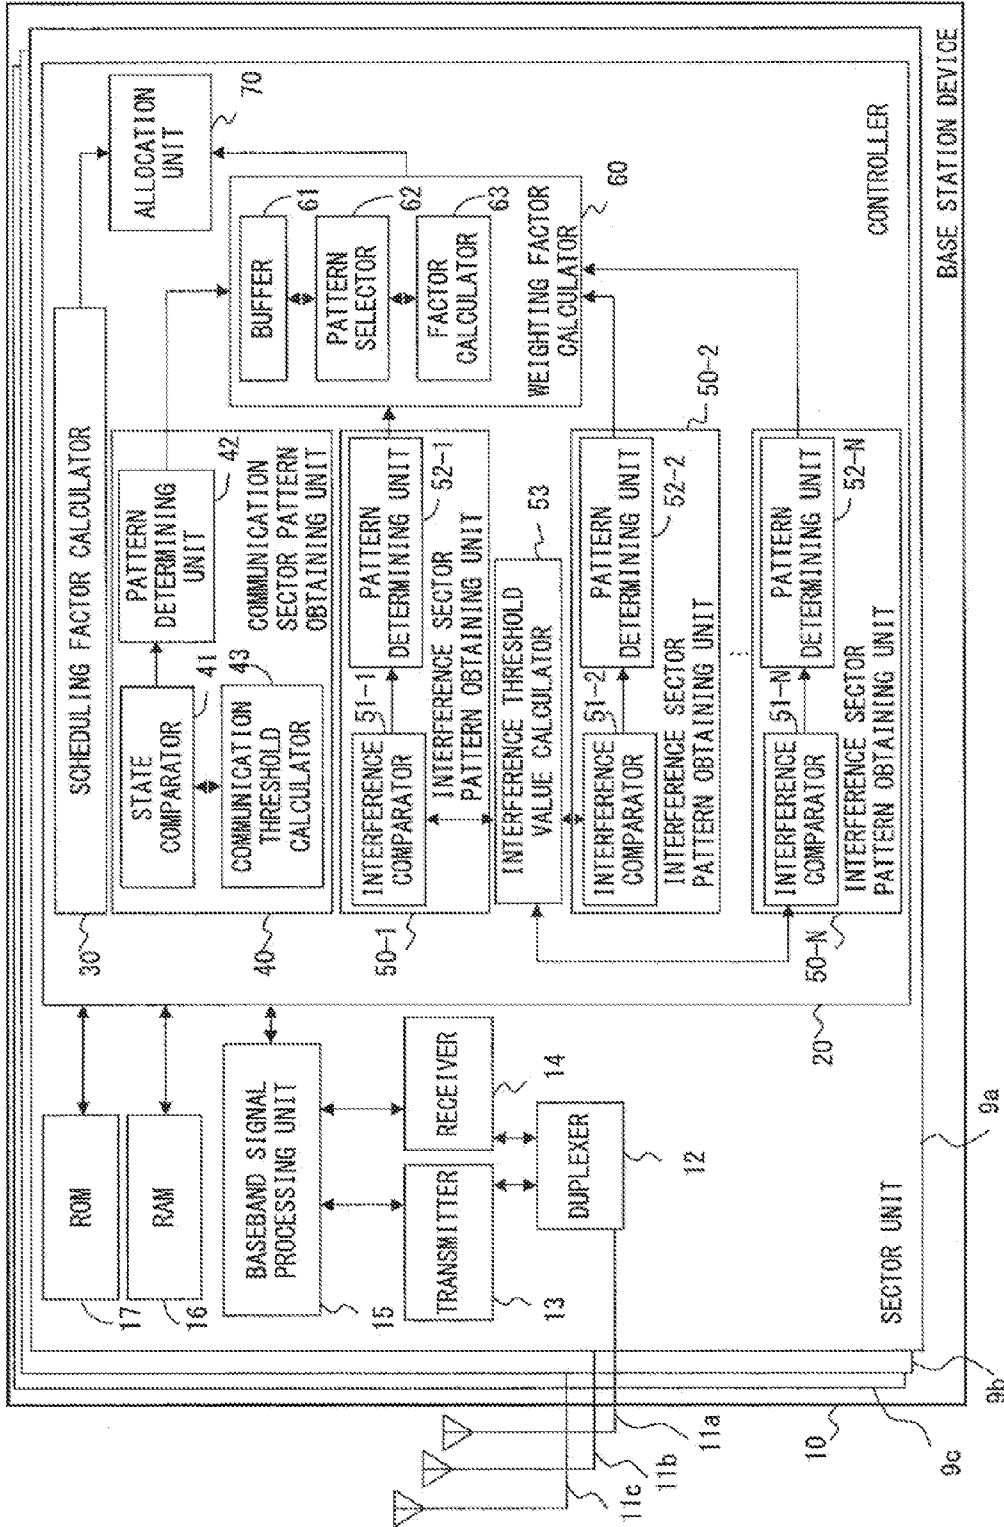 BASE STATION DEVICE
10
SECTOR UNIT
9a
9b
9c
11a
11b
11c
ROM
17
RAM
16
BASEBAND SIGNAL
PROCESSING UNIT
15
TRANSMITTER
13
RECEIVER
14
DUPLEXER
12
CONTROLLER
20
SCHEDULING FACTOR CALCULATOR
30
STATE
COMPARATOR
41
PATTERN
DETERMINING
UNIT
42
COMMUNICATION
THRESHOLD
CALCULATOR
43
COMMUNICATION
SECTOR PATTERN
OBTAINING UNIT
40
INTERFERENCE
COMPARATOR
51-1
PATTERN
DETERMINING UNIT
52-1
INTERFERENCE SECTOR
PATTERN OBTAINING UNIT
50-1
INTERFERENCE THRESHOLD
VALUE CALCULATOR
53
INTERFERENCE
COMPARATOR
51-2
PATTERN
DETERMINING UNIT
52-2
INTERFERENCE SECTOR
PATTERN OBTAINING UNIT
50-2
INTERFERENCE
COMPARATOR
51-N
PATTERN
DETERMINING UNIT
52-N
INTERFERENCE SECTOR
PATTERN OBTAINING UNIT
50-N
BUFFER
61
PATTERN
SELECTOR
62
FACTOR
CALCULATOR
63
WEIGHTING FACTOR
CALCULATOR
60
ALLOCATION
UNIT
70